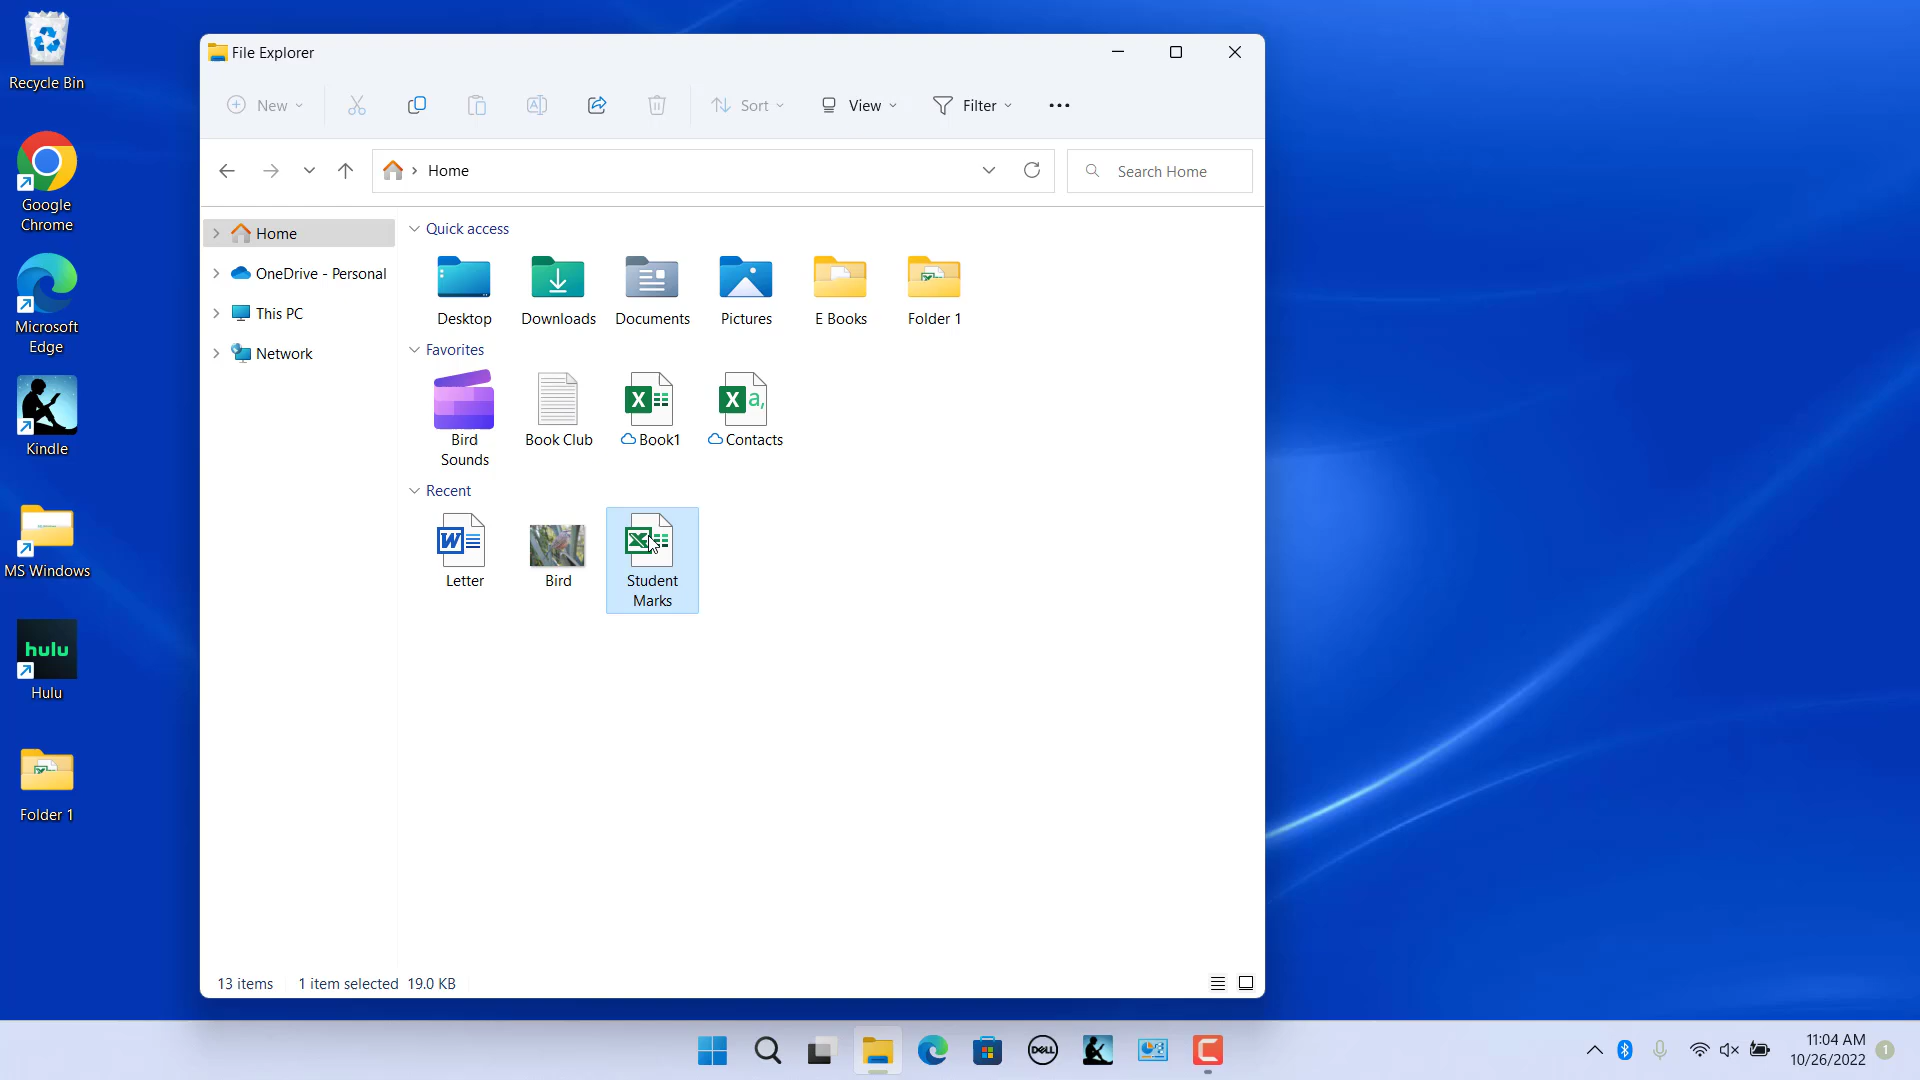 Recycle Bin
Google
Chrome
Microsoft
Edge
Kindle
MS Windows
hulu
Hulu
Folder 1
File Explorer
New
Sort
View
Filter
Home
Search Home
Home
OneDrive - Personal
This PC
Network
Quick access
Desktop
Downloads
Documents
Pictures
E Books
Folder 1
Favorites
Bird
Sounds
Book Club
Book1
Contacts
Recent
Letter
Bird
Student
Marks
13 items
1 item selected 19.0 KB
DELL
11:04 AM
10/26/2022
1